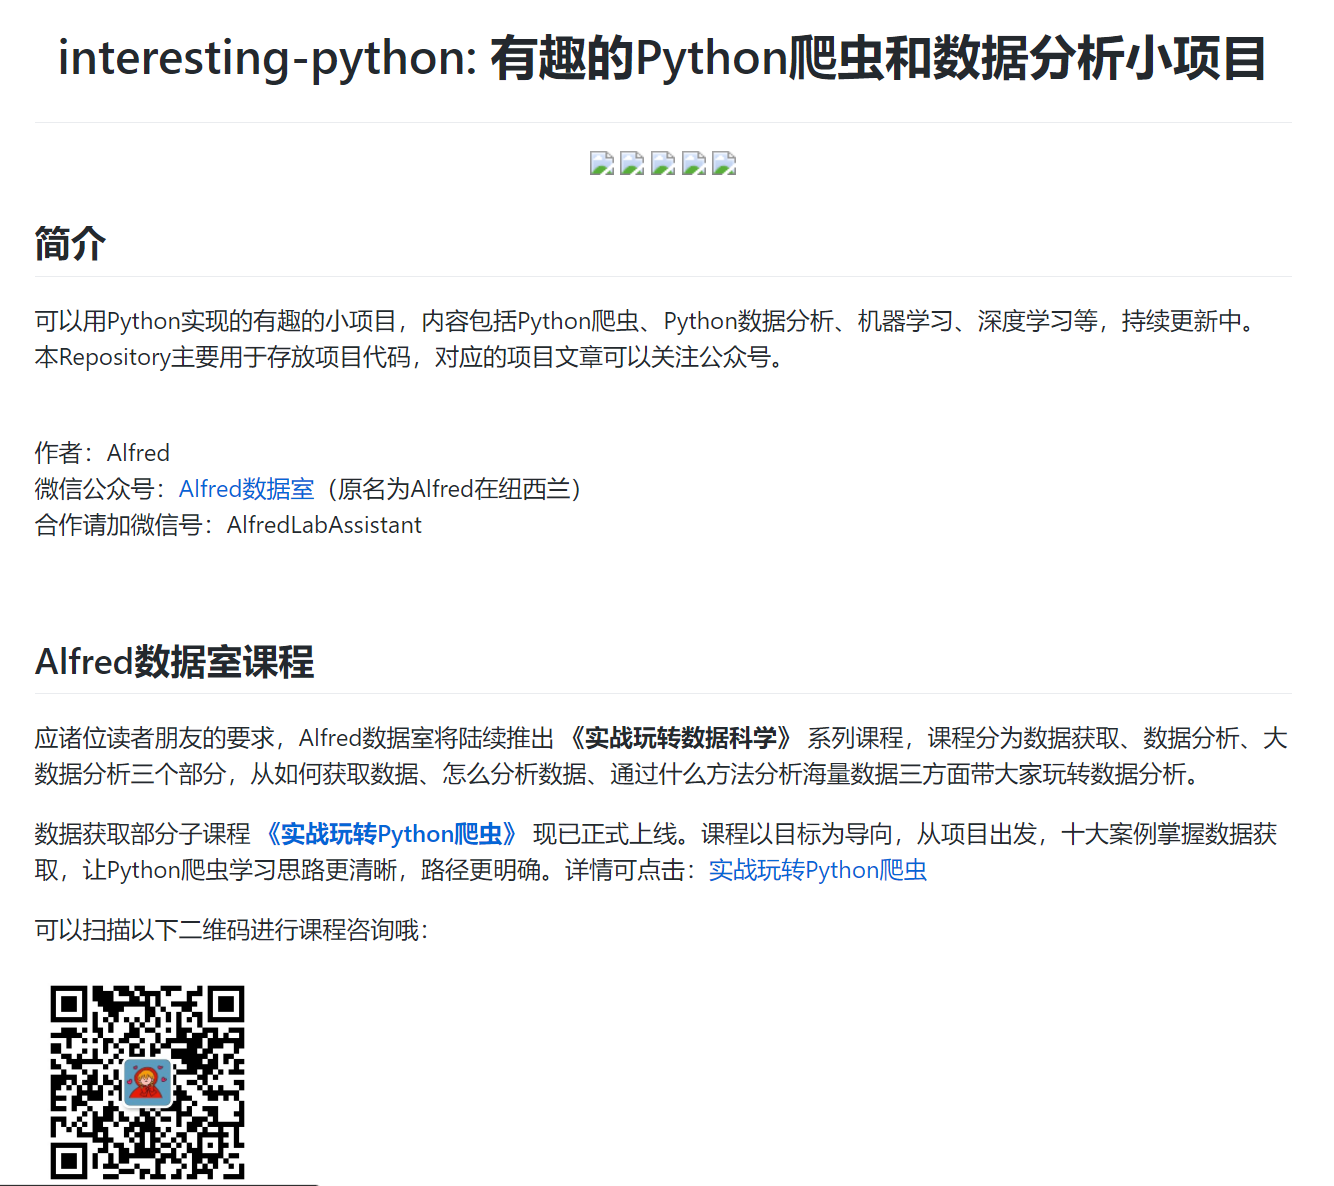 interesting-python: 有趣的Python爬虫和数据分析小项目
简介
可以用Python实现的有趣的小项目，内容包括Python爬虫、Python数据分析、机器学习、深度学习等，持续更新中。
本Repository主要用于存放项目代码，对应的项目文章可以关注公众号。
作者：Alfred
微信公众号：Alfred数据室（原名为Alfred在纽西兰）
合作请加微信号：AlfredLabAssistant
Alfred数据室课程
应诸位读者朋友的要求，Alfred数据室将陆续推出 《实战玩转数据科学》 系列课程，课程分为数据获取、数据分析、大
数据分析三个部分，从如何获取数据、怎么分析数据、通过什么方法分析海量数据三方面带大家玩转数据分析。
数据获取部分子课程 《实战玩转Python爬虫》 现已正式上线。课程以目标为导向，从项目出发，十大案例掌握数据获
取，让Python爬虫学习思路更清晰，路径更明确。详情可点击：实战玩转Python爬虫
可以扫描以下二维码进行课程咨询哦：